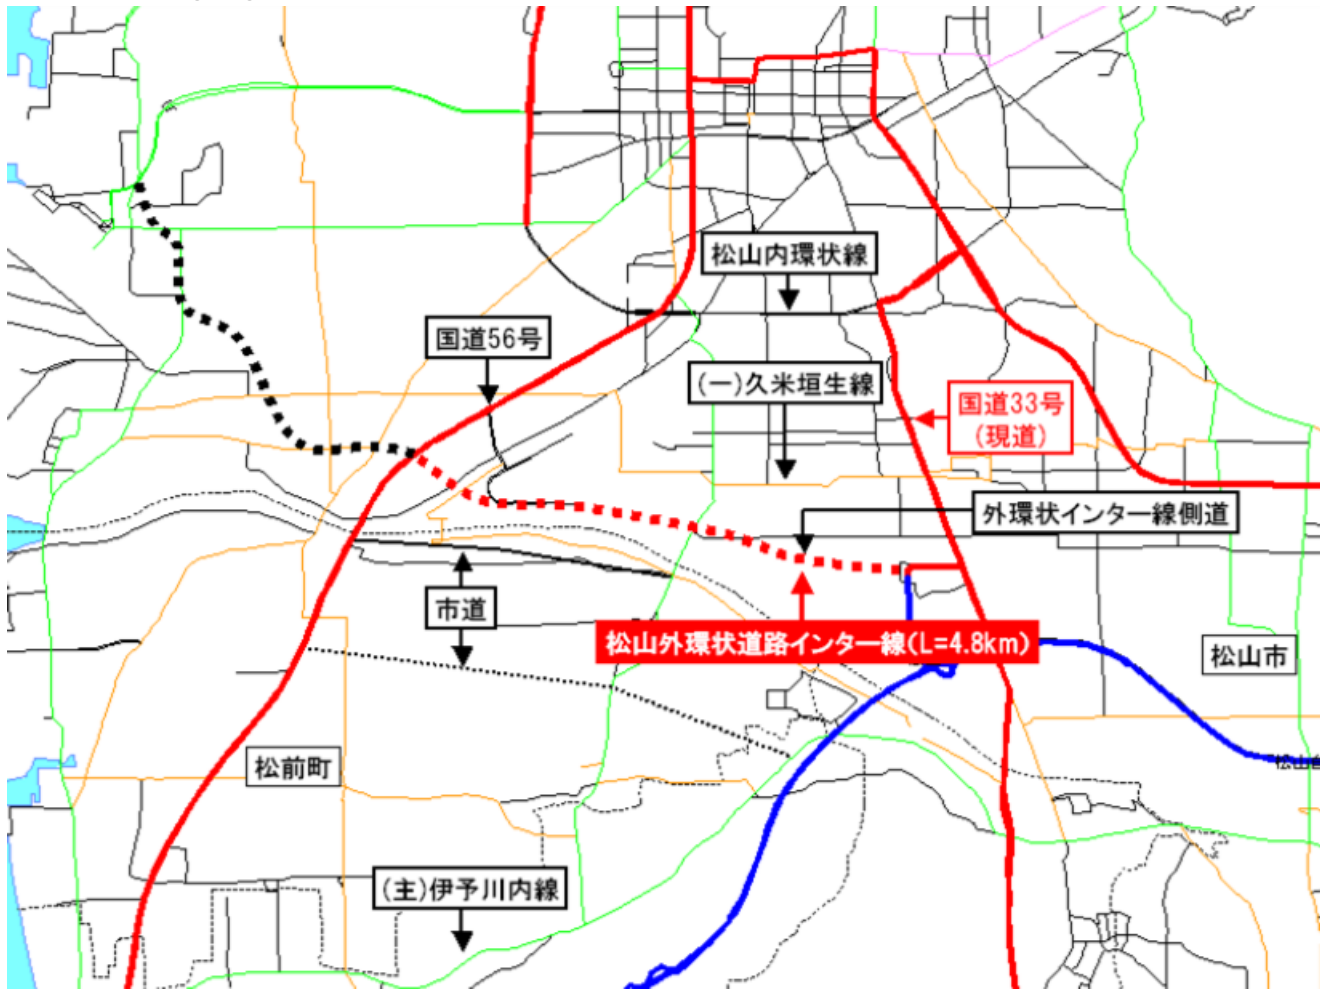 松山内環状線
国道56号
(一)久米垣生線
国道33号
(現道)
外環状インター線側道
市道
松山外環状道路インター線(L=4.8km)
松山市
松前町
松山
(主)伊予川内線